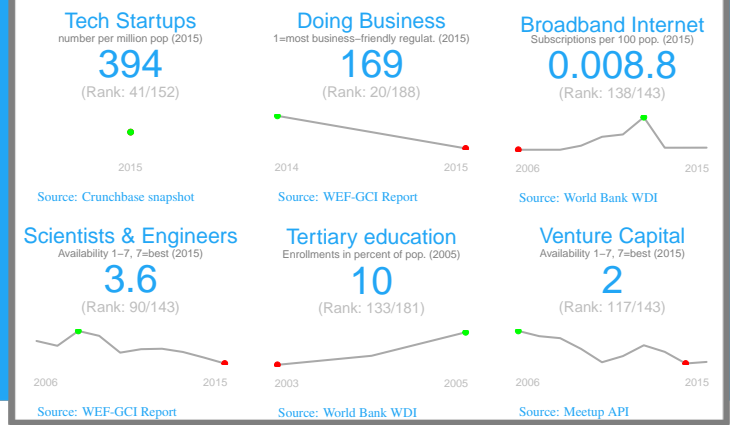 Tech Startups
number per million pop (2015)
394
(Rank: 41/152)
2015
Source: Crunchbase snapshot
Doing Business
1=most business−friendly regulat. (2015)
169
(Rank: 20/188)
2014 2015
Source: WEF-GCI Report
Broadband Internet
Subscriptions per 100 pop. (2015)
0.008.8
(Rank: 138/143)
2006 2015
Source: World Bank WDI
Scientists & Engineers
Availability 1−7, 7=best (2015)
3.6
(Rank: 90/143)
2006 2015
Source: WEF-GCI Report
Tertiary education
Enrollments in percent of pop. (2005)
10
(Rank: 133/181)
2003 2005
Source: World Bank WDI
Venture Capital
Availability 1−7, 7=best (2015)
2
(Rank: 117/143)
2006 2015
Source: Meetup API